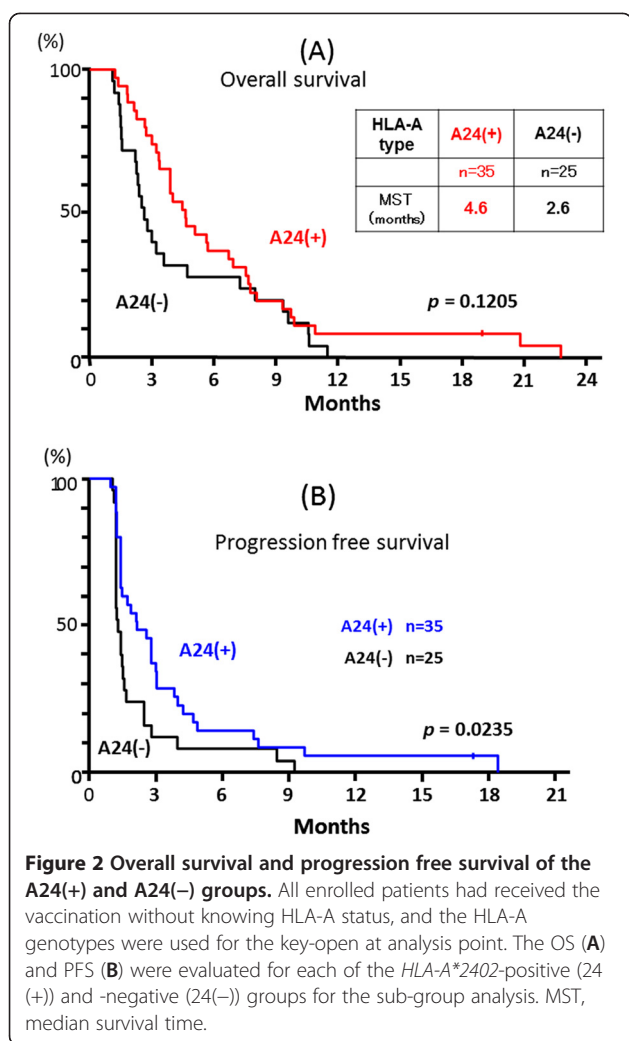 (%)
(A)
Overall survival
100
50
0
HLA-A type A24(+) A24(-)
n=35 n=25
MST (months) 4.6 2.6
A24(+)
A24(-)
p = 0.1205
0 3 6 9 12 15 18 21 24
Months
(%)
(B)
Progression free survival
100
50
0
A24(+) n=35
A24(-) n=25
A24(+)
A24(-)
p = 0.0235
0 3 6 9 12 15 18 21
Months
Figure 2 Overall survival and progression free survival of the
A24(+) and A24(−) groups. All enrolled patients had received the
vaccination without knowing HLA-A status, and the HLA-A
genotypes were used for the key-open at analysis point. The OS (A)
and PFS (B) were evaluated for each of the HLA-A*2402-positive (24
(+)) and -negative (24(−)) groups for the sub-group analysis. MST,
median survival time.